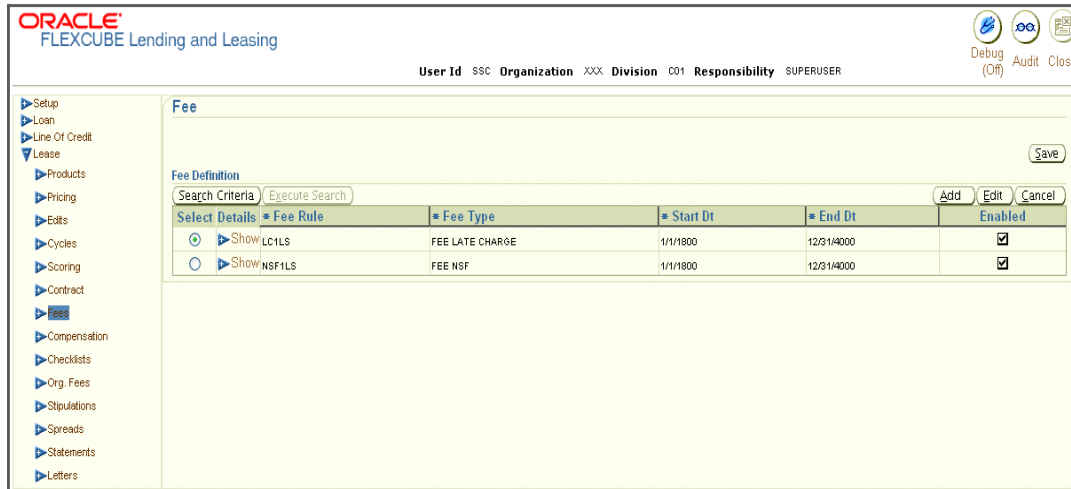 ORACLE
FLEXCUBE Lending and Leasing
Debug (Off)
Audit
Clos
User Id SSC Organization XXX Division C01 Responsibility SUPERUSER
Setup
Loan
Line Of Credit
Lease
Products
Pricing
Edits
Cycles
Scoring
Contract
Fees
Compensation
Checklists
Org. Fees
Stipulations
Spreads
Statements
Letters
Fee
Save
Fee Definition
Search Criteria Execute Search Add Edit Cancel
Select Details * Fee Rule * Fee Type * Start Dt * End Dt Enabled
Show LC1LS FEE LATE CHARGE 1/1/1800 12/31/4000
Show NSF1LS FEE NSF 1/1/1800 12/31/4000